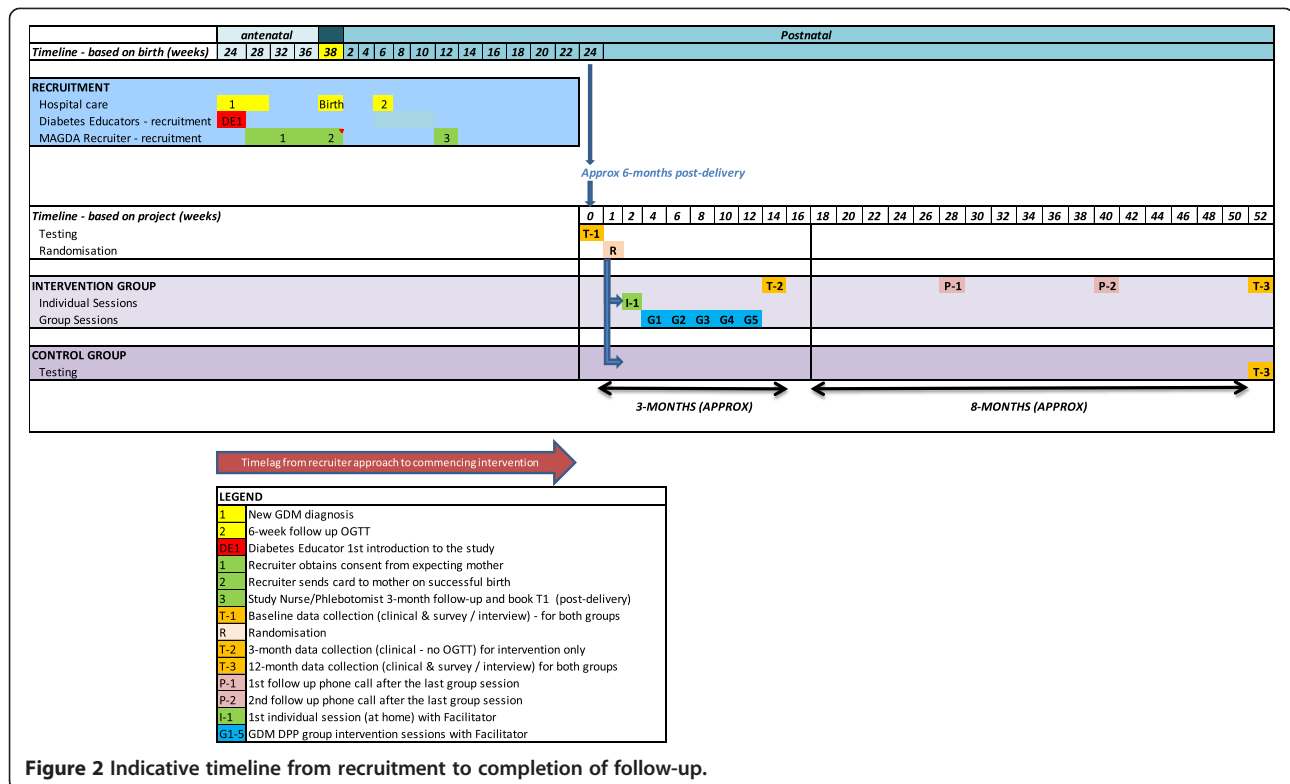 antenatal Postnatal
Timeline - based on birth (weeks) 24 28 32 36 38 2 4 6 8 10 12 14 16 18 20 22 24
RECRUITMENT
Hospital care 1 Birth 2
Diabetes Educators - recruitment DE1
MAGDA Recruiter - recruitment 1 2 3
Approx 6-months post-delivery
Timeline - based on project (weeks) 0 1 2 4 6 8 10 12 14 16 18 20 22 24 26 28 30 32 34 36 38 40 42 44 46 48 50 52
Testing T-1
Randomisation R
INTERVENTION GROUP T-2 P-1 P-2 T-3
Individual Sessions I-1
Group Sessions G1 G2 G3 G4 G5
CONTROL GROUP
Testing T-3
3-MONTHS (APPROX) 8-MONTHS (APPROX)
Timelag from recruiter approach to commencing intervention
LEGEND
1 New GDM diagnosis
2 6-week follow up OGTT
DE1 Diabetes Educator 1st introduction to the study
1 Recruiter obtains consent from expecting mother
2 Recruiter sends card to mother on successful birth
3 Study Nurse/Phlebotomist 3-month follow-up and book T1 (post-delivery)
T-1 Baseline data collection (clinical & survey / interview) - for both groups
R Randomisation
T-2 3-month data collection (clinical - no OGTT) for intervention only
T-3 12-month data collection (clinical & survey / interview) for both groups
P-1 1st follow up phone call after the last group session
P-2 2nd follow up phone call after the last group session
I-1 1st individual session (at home) with Facilitator
G1-5 GDM DPP group intervention sessions with Facilitator
Figure 2 Indicative timeline from recruitment to completion of follow-up.